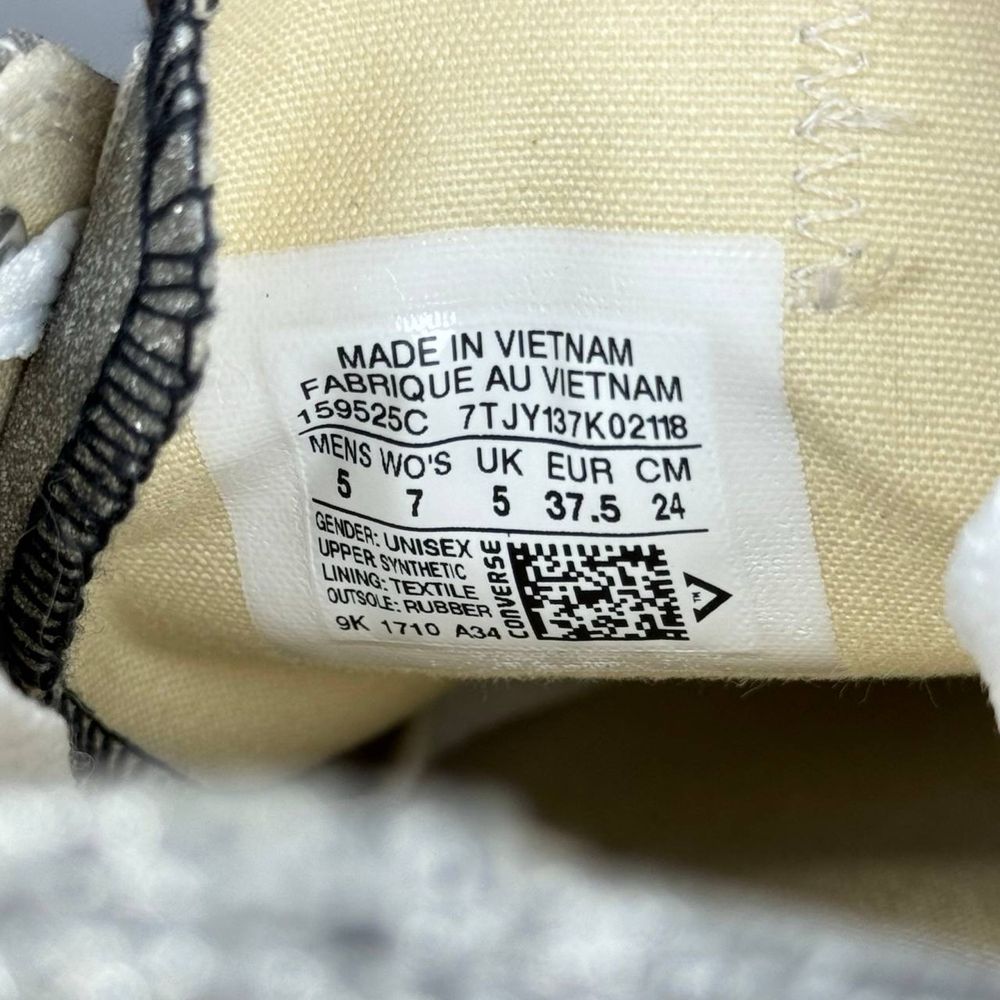 MADE IN VIETNAM
FABRIQUE AU VIETNAM
159525C 7TJY137K02118
MENS WO'S UK EUR CM
5 7 5 37.5 24
GENDER: UNISEX
UPPER: SYNTHETIC
LINING: TEXTILE
OUTSOLE: RUBBER
9K 1710 A34
CONVERSE
™